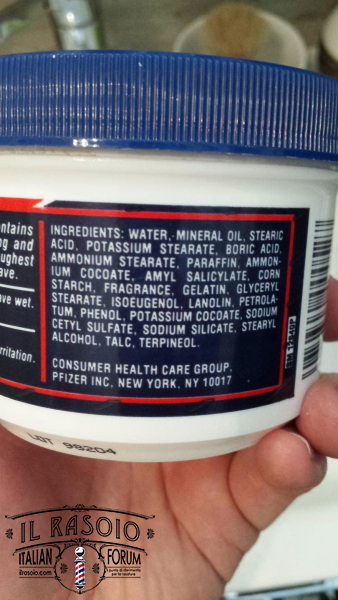 ntains
g and
ughest
ave.
ve wet.
rritation.
INGREDIENTS: WATER, MINERAL OIL, STEARIC
ACID, POTASSIUM STEARATE, BORIC ACID,
AMMONIUM STEARATE, PARAFFIN, AMMON-
IUM COCOATE, AMYL SALICYLATE, CORN
STARCH, FRAGRANCE, GELATIN, GLYCERYL
STEARATE, ISOEUGENOL, LANOLIN, PETROLA-
TUM, PHENOL, POTASSIUM COCOATE, SODIUM
CETYL SULFATE, SODIUM SILICATE, STEARYL
ALCOHOL, TALC, TERPINEOL.
CONSUMER HEALTH CARE GROUP,
PFIZER INC. NEW YORK, NY 10017
LOT 98204
IL RASOIO
ITALIAN FORUM
ilrasoio.com